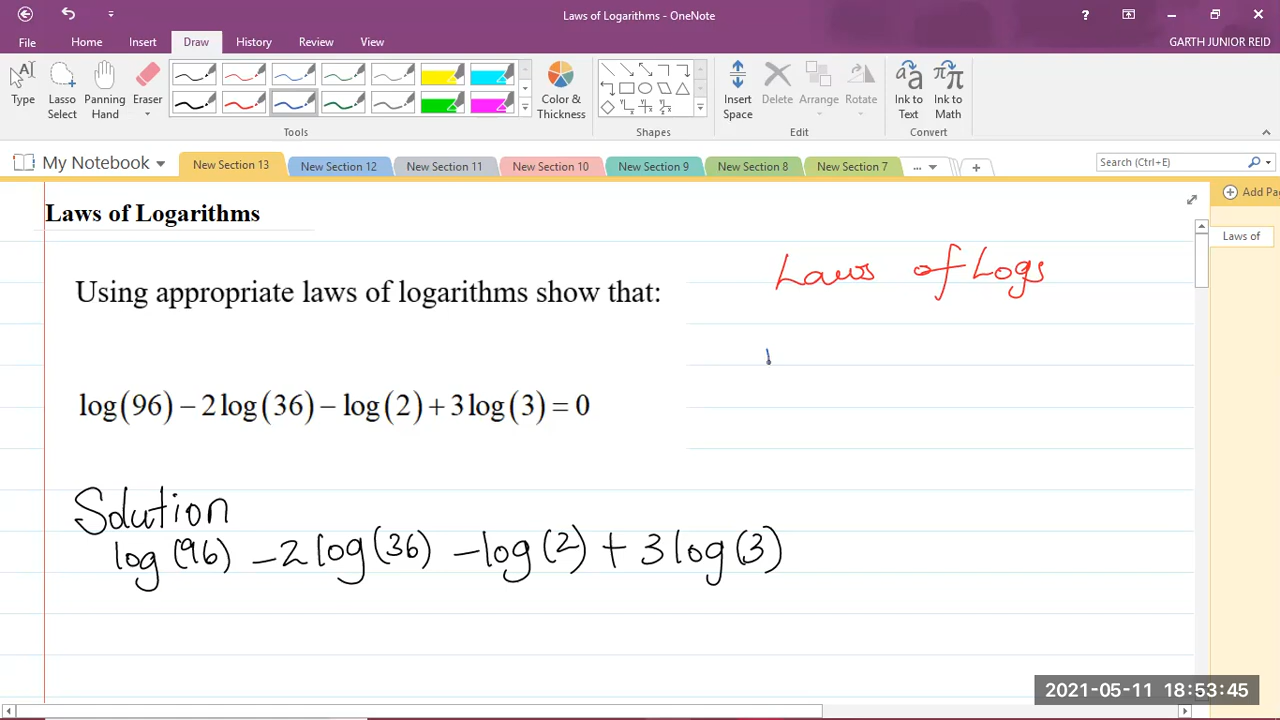 Laws of Logarithms - OneNote
GARTH JUNIOR REID
File Home Insert Draw History Review View
Type
Lasso Select
Panning Hand
Eraser
Color & Thickness
Insert Space
Delete
Arrange
Rotate
Ink to Text
Ink to Math
Tools
Shapes
Edit
Convert
My Notebook
New Section 13 New Section 12 New Section 11 New Section 10 New Section 9 New Section 8 New Section 7 ...
Search (Ctrl+E)
Add Pa
Laws of
Laws of Logarithms
Laws of Logs
Using appropriate laws of logarithms show that:
log(96) − 2log(36) − log(2) + 3log(3) = 0
Solution
log(96) − 2 log(36) − log(2) + 3 log(3)
2021-05-11 18:53:45